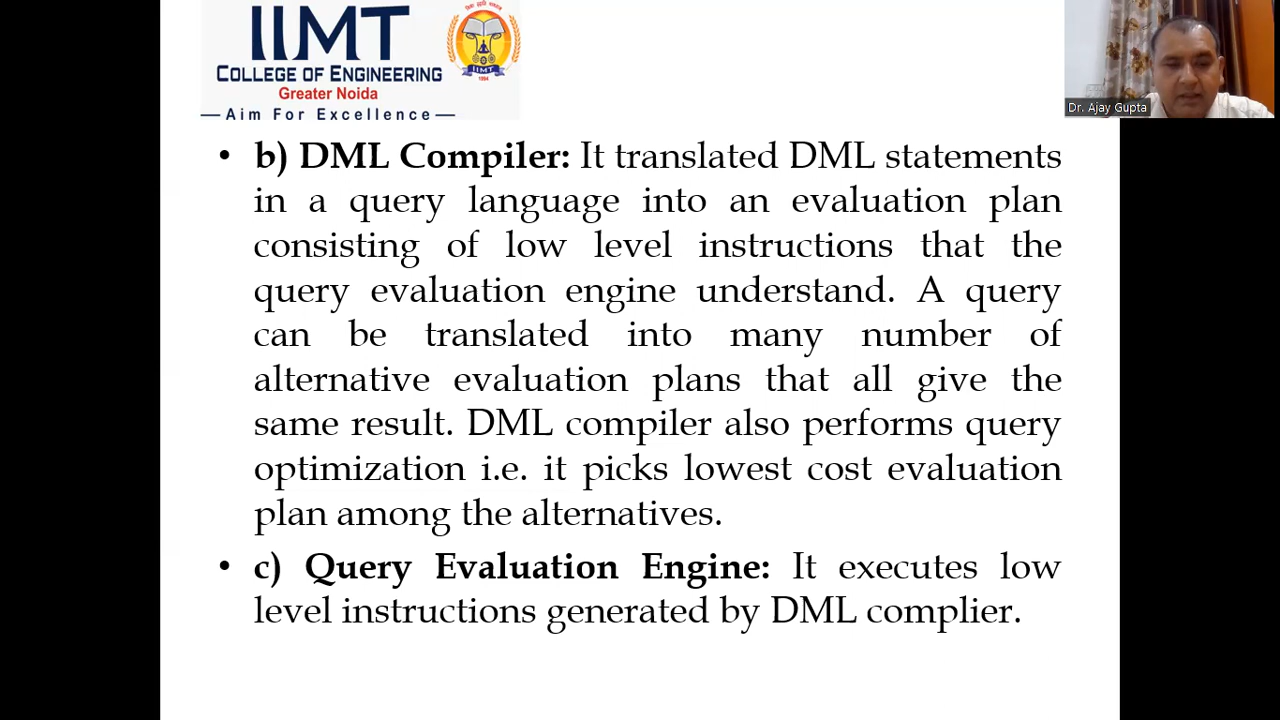 IIMT
COLLEGE OF ENGINEERING
Greater Noida
—Aim For Excellence—
IIMT
1994
Dr. Ajay Gupta
• b) DML Compiler: It translated DML statements
in a query language into an evaluation plan
consisting of low level instructions that the
query evaluation engine understand. A query
can be translated into many number of
alternative evaluation plans that all give the
same result. DML compiler also performs query
optimization i.e. it picks lowest cost evaluation
plan among the alternatives.
• c) Query Evaluation Engine: It executes low
level instructions generated by DML complier.